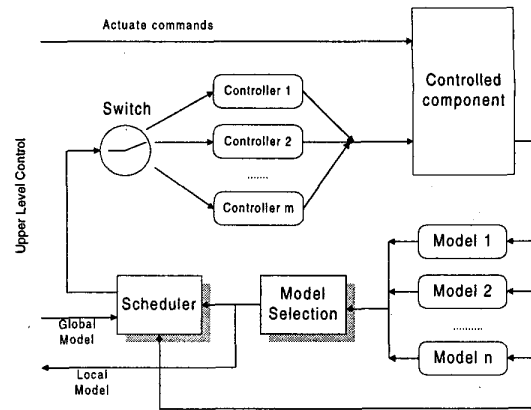 Actuate commands
Controlled
component
Switch
Controller 1
Controller 2
.......
Controller m
Upper Level Control
Model 1
Model 2
..........
Model n
Scheduler
Model
Selection
Global
Model
Local
Model